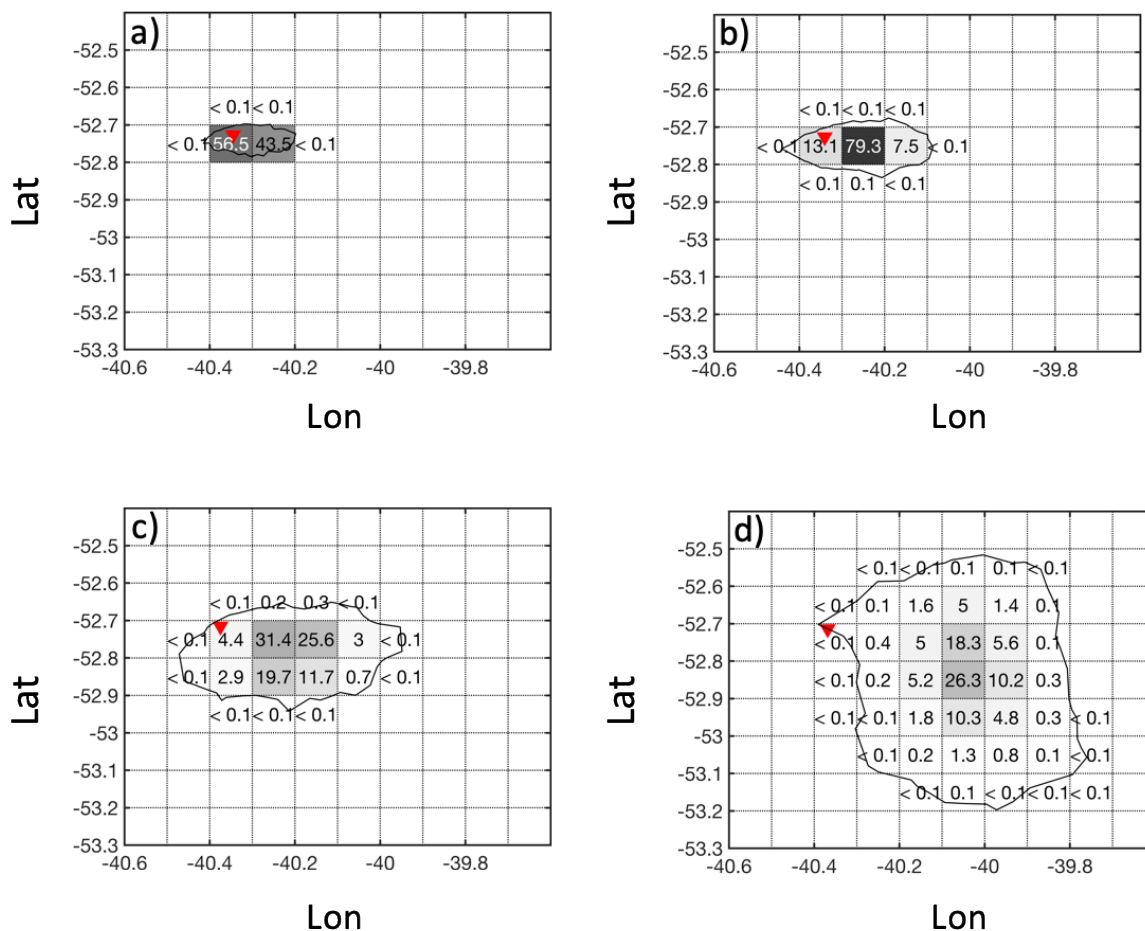 a)
-52.5
-52.6
< 0.1 < 0.1
-52.7
< 0.1 56.5 43.5 < 0.1
-52.8
-52.9
-53
-53.1
-53.2
-53.3
-40.6 -40.4 -40.2 -40 -39.8
Lat
Lon
b)
-52.5
-52.6
< 0.1 < 0.1 < 0.1
-52.7
< 0.1 13.1 79.3 7.5 < 0.1
-52.8
< 0.1 0.1 < 0.1
-52.9
-53
-53.1
-53.2
-53.3
-40.6 -40.4 -40.2 -40 -39.8
Lat
Lon
c)
-52.5
-52.6
< 0.1 0.2 0.3 < 0.1
-52.7
< 0.1 4.4 31.4 25.6 3 < 0.1
-52.8
< 0.1 2.9 19.7 11.7 0.7 < 0.1
-52.9
< 0.1 < 0.1 < 0.1
-53
-53.1
-53.2
-53.3
-40.6 -40.4 -40.2 -40 -39.8
Lat
Lon
d)
-52.5
< 0.1 < 0.1 0.1 0.1 < 0.1
-52.6
< 0.1 0.1 1.6 5 1.4 0.1
-52.7
< 0.1 0.4 5 18.3 5.6 0.1
-52.8
< 0.1 0.2 5.2 26.3 10.2 0.3
-52.9
< 0.1 < 0.1 1.8 10.3 4.8 0.3 < 0.1
-53
< 0.1 0.2 1.3 0.8 0.1 < 0.1
-53.1
< 0.1 0.1 < 0.1 < 0.1 < 0.1
-53.2
-53.3
-40.6 -40.4 -40.2 -40 -39.8
Lat
Lon